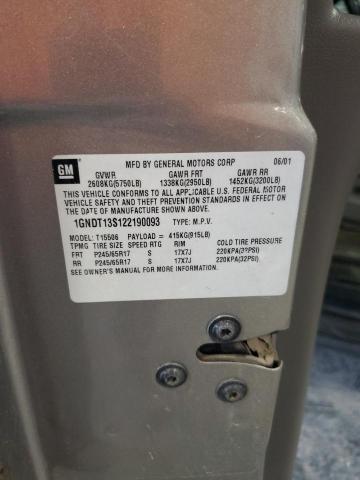 GM
MFD BY GENERAL MOTORS CORP 06/01
GVWR GAWR FRT GAWR RR
2608KG(5750LB) 1338KG(2950LB) 1452KG(3200LB)
THIS VEHICLE CONFORMS TO ALL APPLICABLE U.S. FEDERAL MOTOR
VEHICLE SAFETY AND THEFT PREVENTION STANDARDS IN EFFECT ON
THE DATE OF MANUFACTURE SHOWN ABOVE.
1GNDT13S122190093 TYPE: M.P.V.
MODEL: T15506 PAYLOAD = 415KG(915LB)
TPMG TIRE SIZE SPEED RTG RIM COLD TIRE PRESSURE
FRT P245/65R17 S 17X7J 220KPA(32PSI)
RR P245/65R17 S 17X7J 220KPA(32PSI)
SEE OWNER'S MANUAL FOR ADDITIONAL INFORMATION.